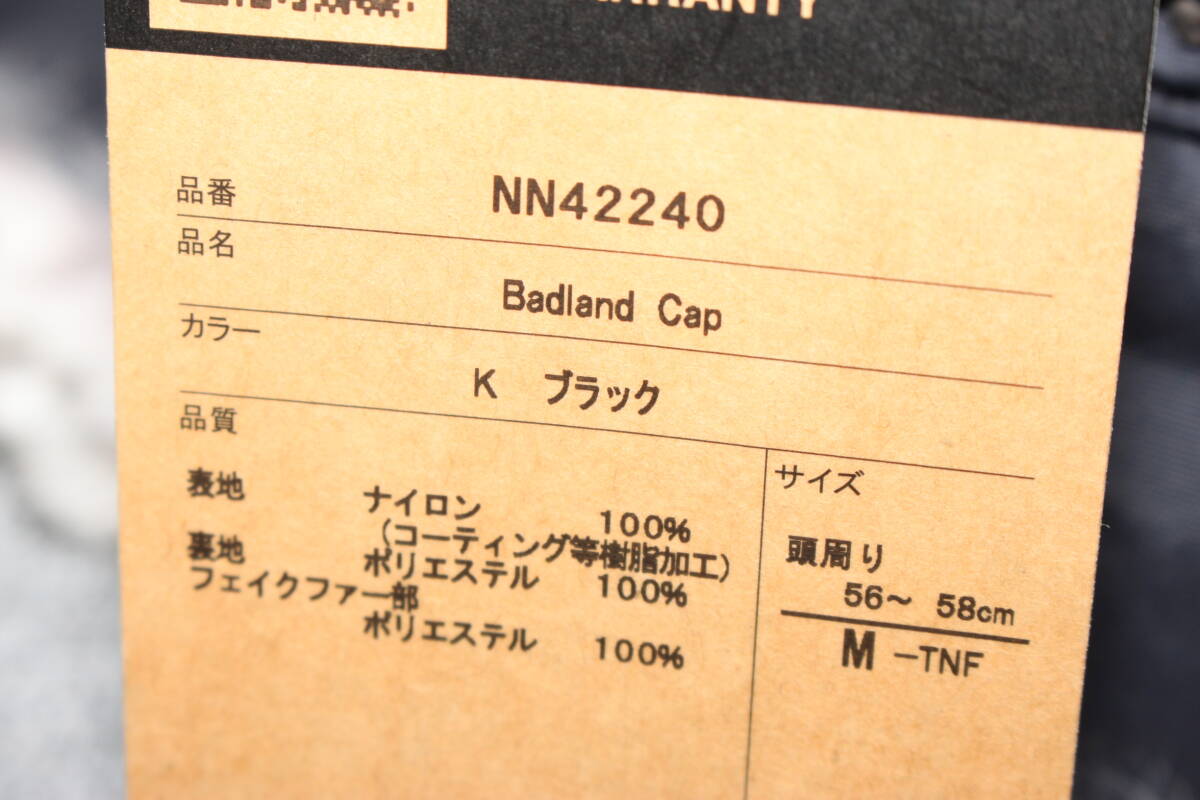 WARRANTY
品番 NN42240
品名
Badland Cap
カラー
K ブラック
品質
サイズ
表地 ナイロン 100%
(コーティング等樹脂加工)
裏地 ポリエステル 100%
フェイクファー部
ポリエステル 100%
頭周り
56~ 58cm
M -TNF